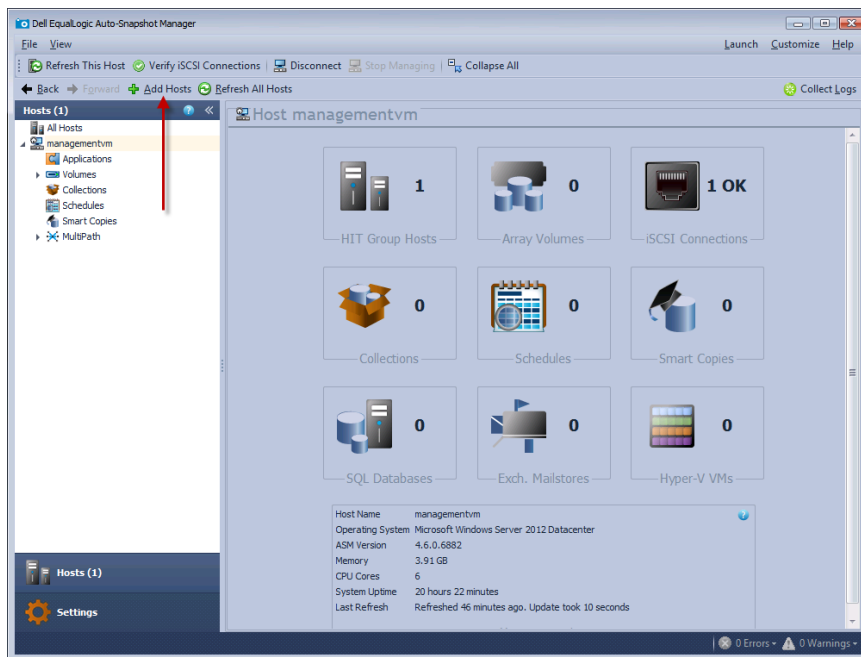 Dell EqualLogic Auto-Snapshot Manager
File View Launch Customize Help
Refresh This Host Verify iSCSI Connections Disconnect Stop Managing Collapse All
Back Forward Add Hosts Refresh All Hosts Collect Logs
Hosts (1)
All Hosts
managementvm
Applications
Volumes
Collections
Schedules
Smart Copies
MultiPath
Hosts (1)
Settings
Host managementvm
1
HIT Group Hosts
0
Array Volumes
1 OK
iSCSI Connections
0
Collections
0
Schedules
0
Smart Copies
0
SQL Databases
0
Exch. Mailstores
0
Hyper-V VMs
Host Name managementvm
Operating System Microsoft Windows Server 2012 Datacenter
ASM Version 4.6.0.6882
Memory 3.91 GB
CPU Cores 6
System Uptime 20 hours 22 minutes
Last Refresh Refreshed 46 minutes ago. Update took 10 seconds
0 Errors 0 Warnings